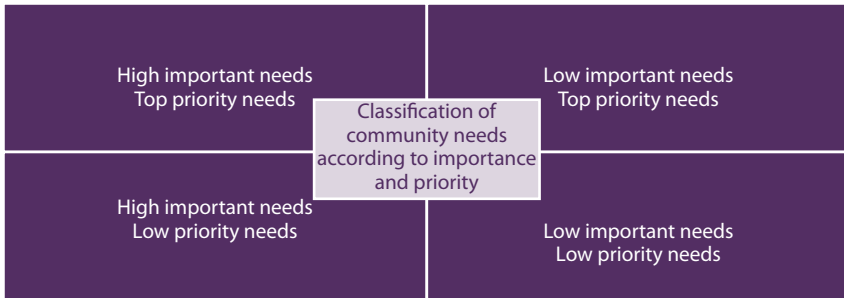 High important needs
Top priority needs
Low important needs
Top priority needs
Classification of
community needs
according to importance
and priority
High important needs
Low priority needs
Low important needs
Low priority needs